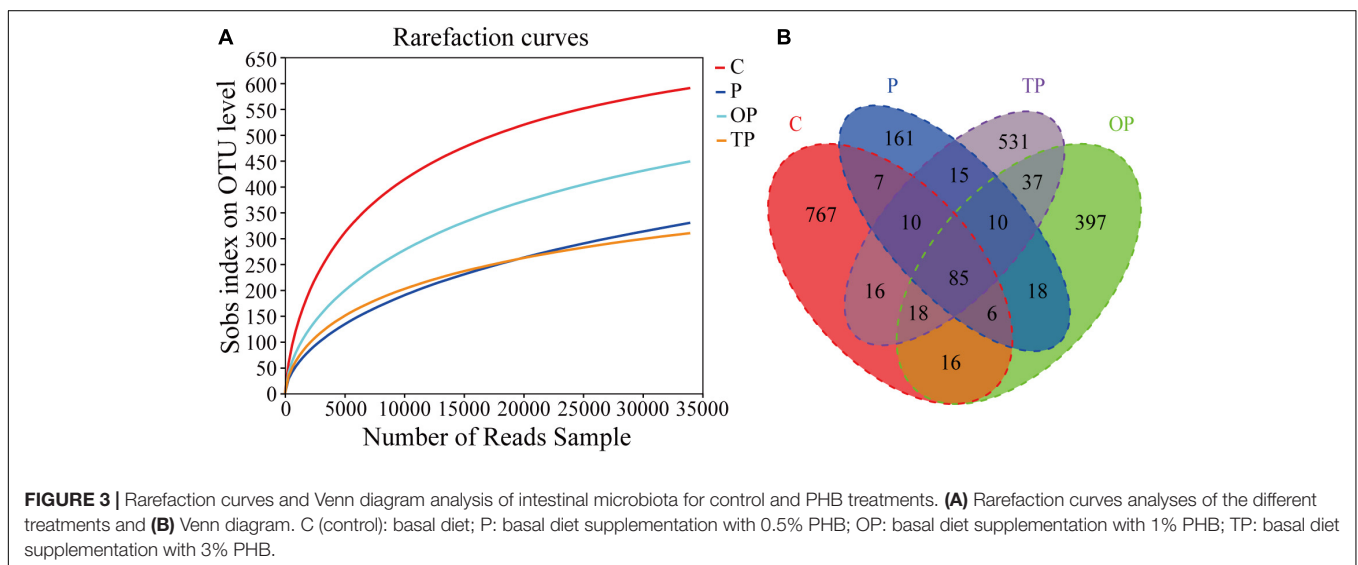 A
Rarefaction curves
650
600
550
500
450
400
350
300
250
200
150
100
50
0
Sobs index on OTU level
0 5000 10000 15000 20000 25000 30000 35000
Number of Reads Sample
C
P
OP
TP
B
P
TP
C
OP
161
531
7
15
37
767
10
10
397
85
16
18
18
6
16
FIGURE 3 | Rarefaction curves and Venn diagram analysis of intestinal microbiota for control and PHB treatments. (A) Rarefaction curves analyses of the different
treatments and (B) Venn diagram. C (control): basal diet; P: basal diet supplementation with 0.5% PHB; OP: basal diet supplementation with 1% PHB; TP: basal diet
supplementation with 3% PHB.